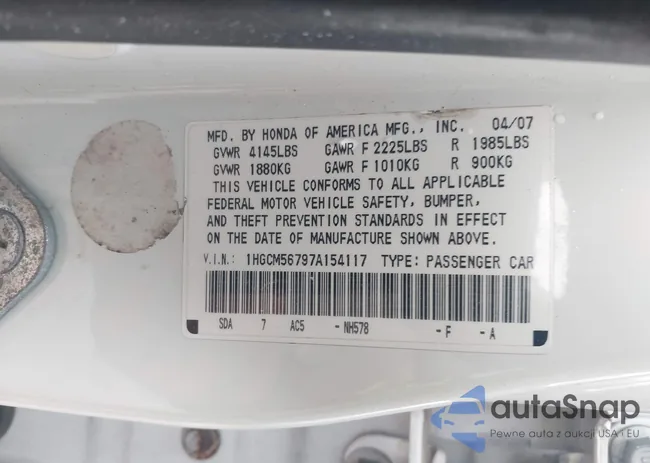 MFD. BY HONDA OF AMERICA MFG., INC. 04/07
GVWR 4145LBS GAWR F 2225LBS R 1985LBS
GVWR 1880KG GAWR F 1010KG R 900KG
THIS VEHICLE CONFORMS TO ALL APPLICABLE
FEDERAL MOTOR VEHICLE SAFETY, BUMPER,
AND THEFT PREVENTION STANDARDS IN EFFECT
ON THE DATE OF MANUFACTURE SHOWN ABOVE.
V.I.N.: 1HGCM56797A154117 TYPE: PASSENGER CAR
SDA 7 AC5 -NH578 -F -A
autaSnap
Pewne auta z aukcji USA i EU